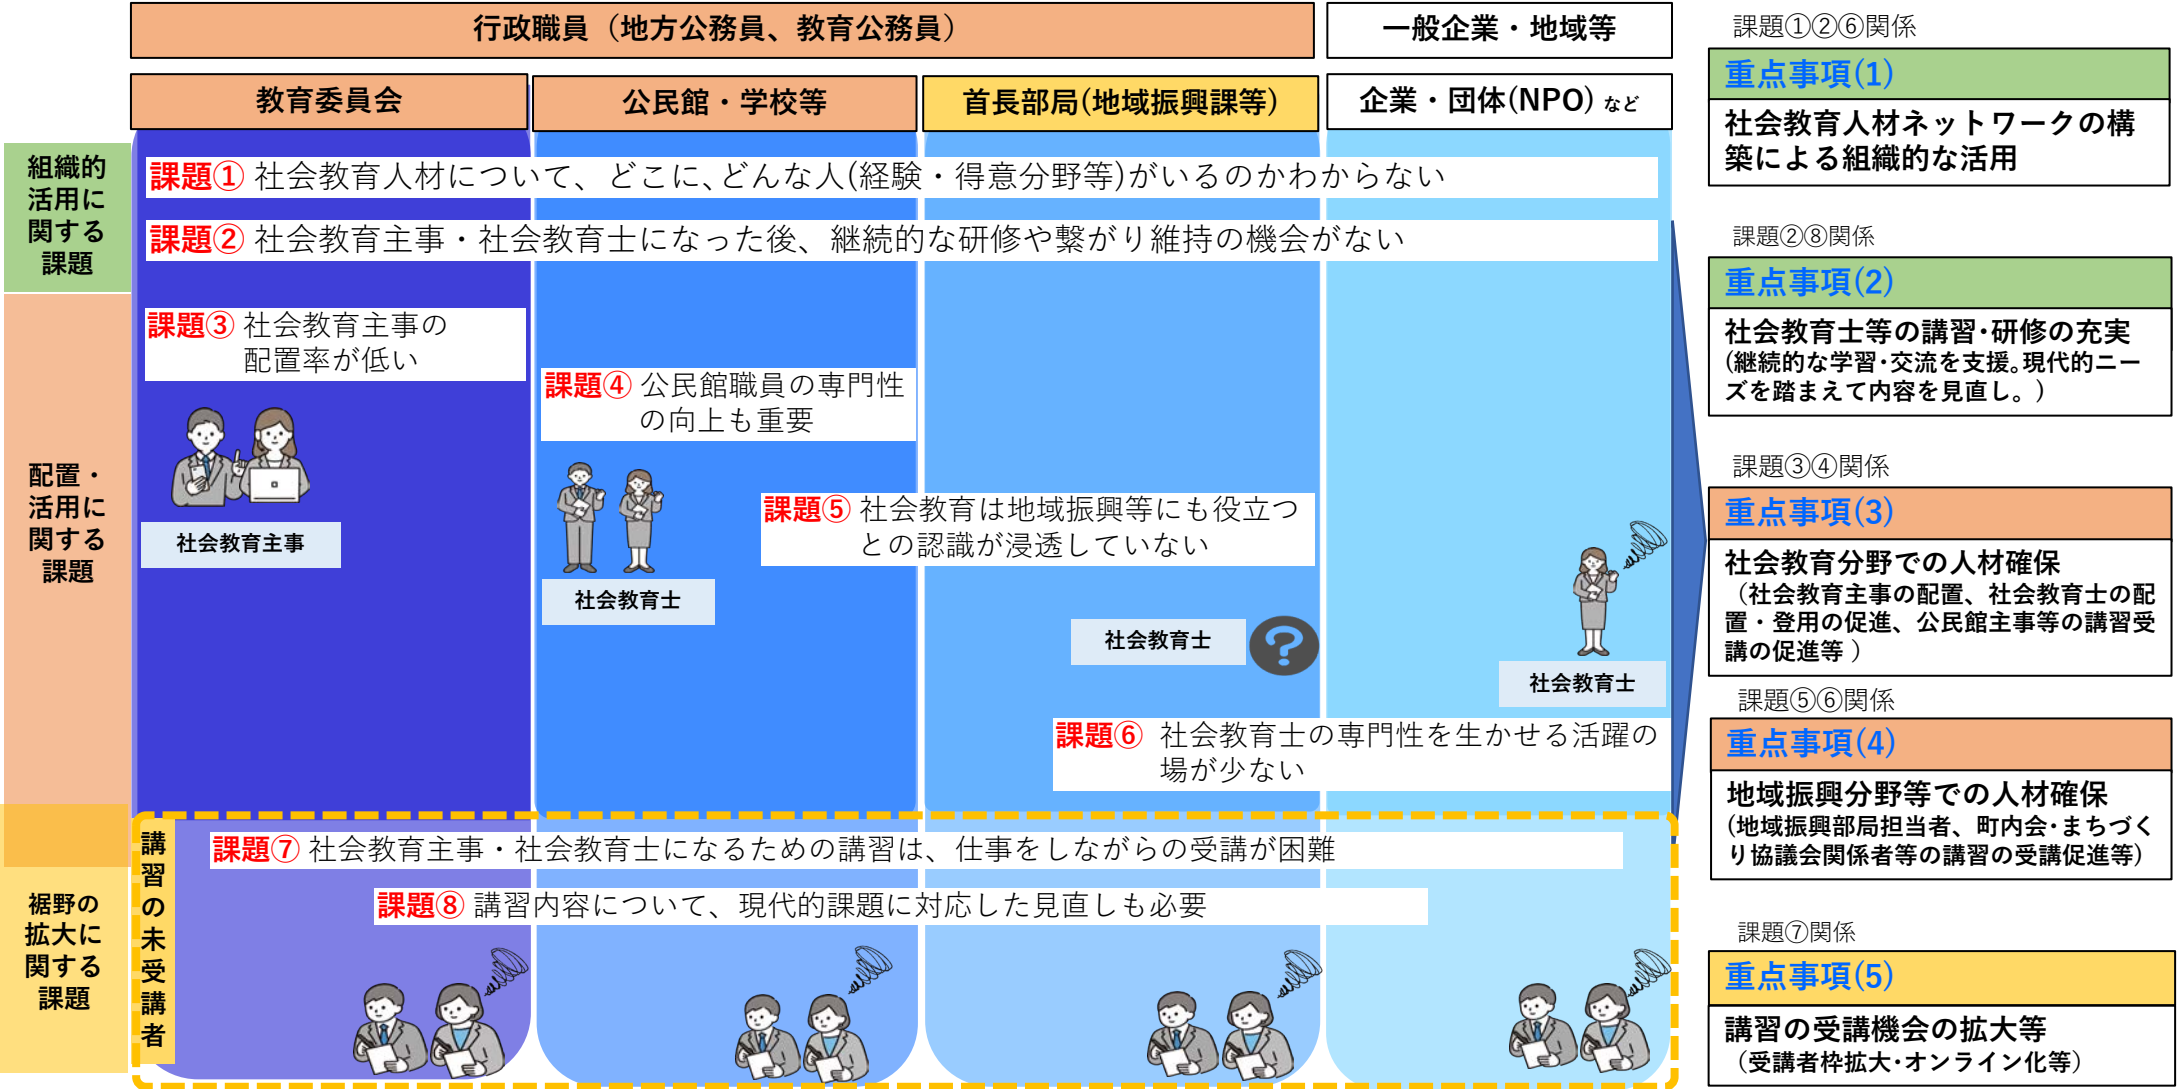 行政職員（地方公務員、教育公務員）
一般企業・地域等
教育委員会
公民館・学校等
首長部局(地域振興課等)
企業・団体(NPO) など
組織的
活用に
関する
課題
課題① 社会教育人材について、どこに、どんな人(経験・得意分野等)がいるのかわからない
課題② 社会教育主事・社会教育士になった後、継続的な研修や繋がり維持の機会がない
配置・
活用に
関する
課題
課題③ 社会教育主事の
配置率が低い
社会教育主事
課題④ 公民館職員の専門性
の向上も重要
社会教育士
課題⑤ 社会教育は地域振興等にも役立つ
との認識が浸透していない
社会教育士
?
社会教育士
課題⑥ 社会教育士の専門性を生かせる活躍の
場が少ない
裾野の
拡大に
関する
課題
講習の未受講者
課題⑦ 社会教育主事・社会教育士になるための講習は、仕事をしながらの受講が困難
課題⑧ 講習内容について、現代的課題に対応した見直しも必要
課題①②⑥関係
重点事項(1)
社会教育人材ネットワークの構
築による組織的な活用
課題②⑧関係
重点事項(2)
社会教育士等の講習･研修の充実
(継続的な学習･交流を支援。現代的ニー
ズを踏まえて内容を見直し。)
課題③④関係
重点事項(3)
社会教育分野での人材確保
（社会教育主事の配置、社会教育士の配
置・登用の促進、公民館主事等の講習受
講の促進等 ）
課題⑤⑥関係
重点事項(4)
地域振興分野等での人材確保
(地域振興部局担当者、町内会･まちづく
り協議会関係者等の講習の受講促進等)
課題⑦関係
重点事項(5)
講習の受講機会の拡大等
（受講者枠拡大･オンライン化等）